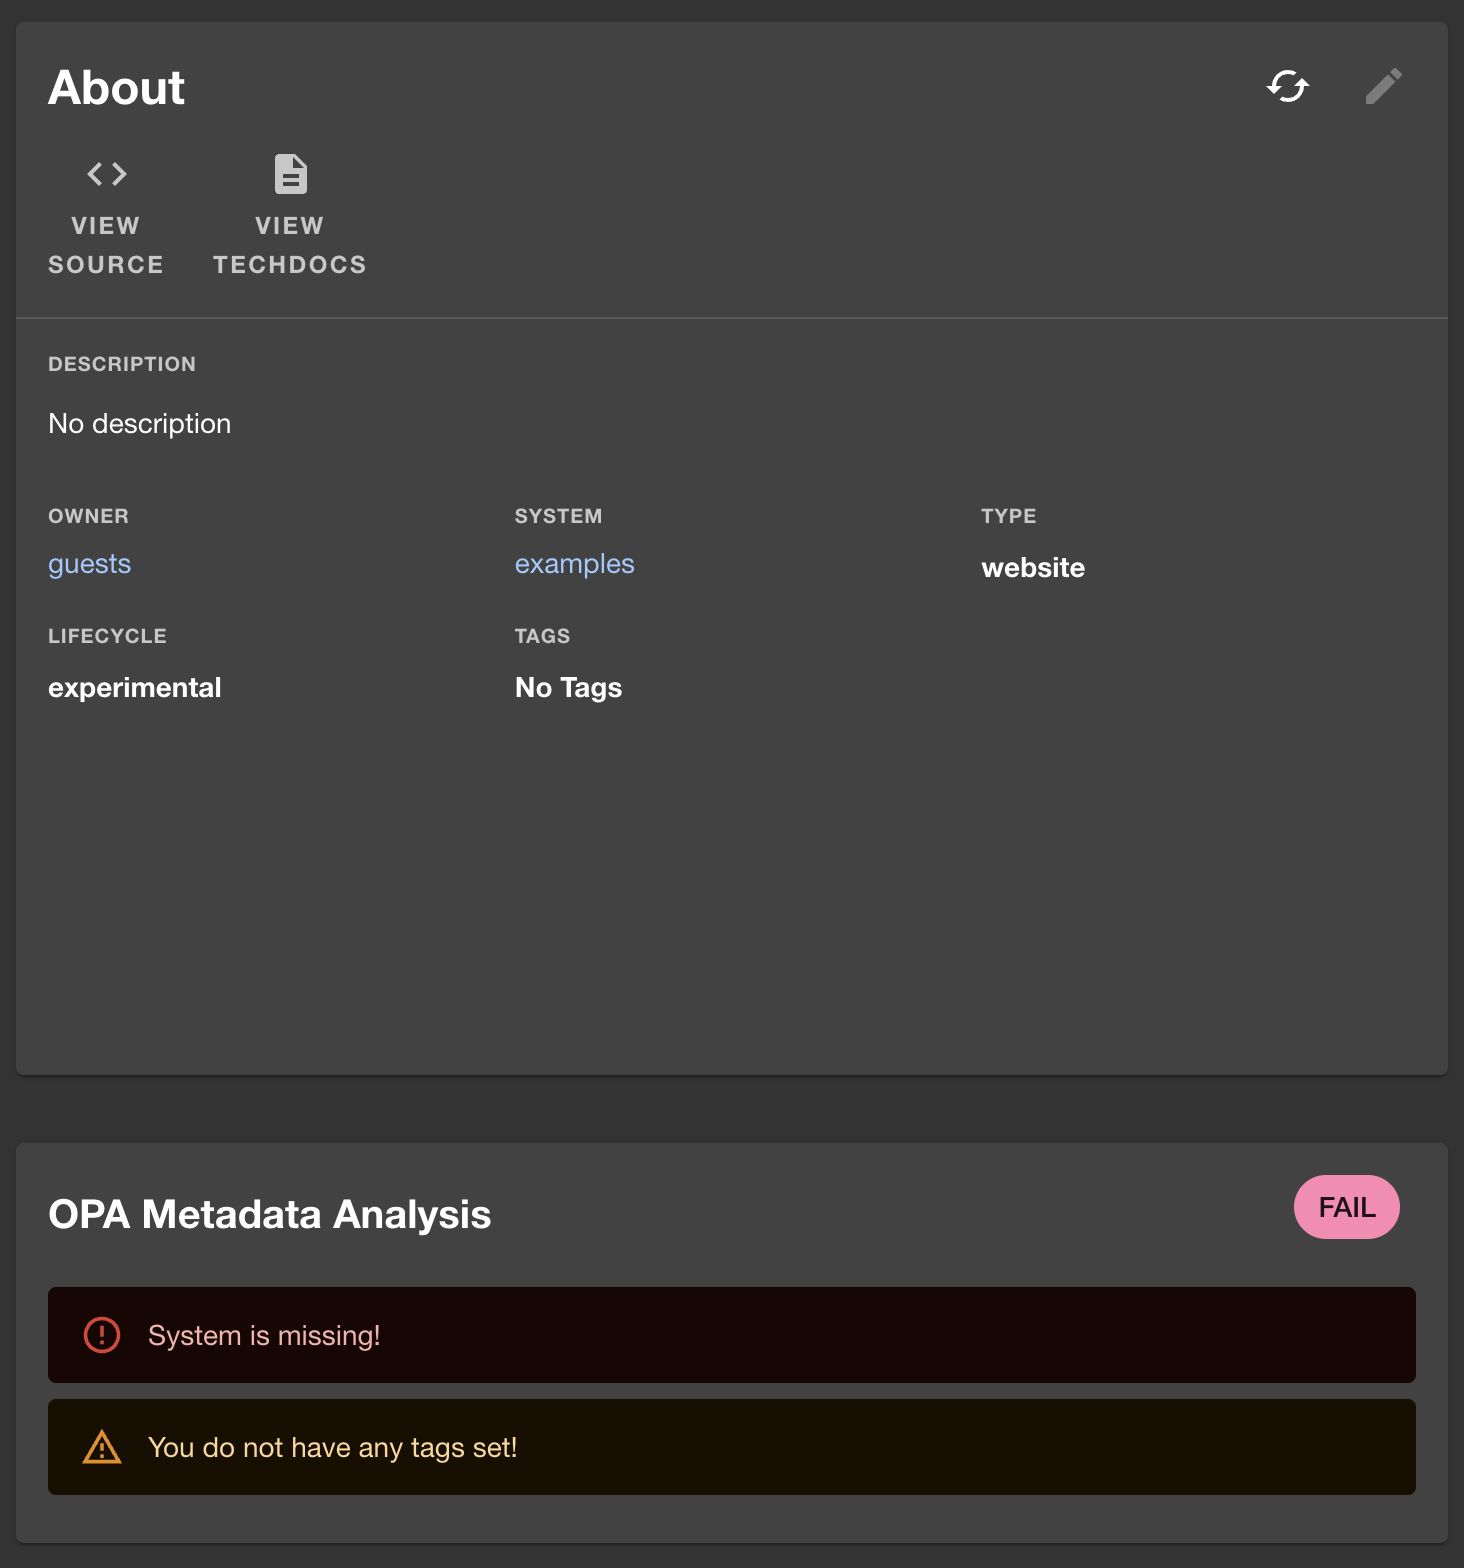 About
VIEW
SOURCE
VIEW
TECHDOCS
DESCRIPTION
No description
OWNER
guests
SYSTEM
examples
TYPE
website
LIFECYCLE
experimental
TAGS
No Tags
OPA Metadata Analysis
FAIL
System is missing!
You do not have any tags set!